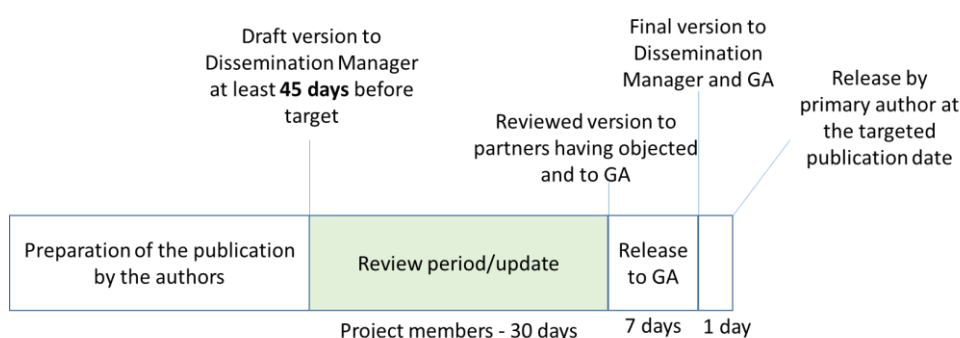 Draft version to
Dissemination Manager
at least 45 days before
target
Reviewed version to
partners having objected
and to GA
Final version to
Dissemination
Manager and GA
Release by
primary author at
the targeted
publication date
Preparation of the publication
by the authors
Review period/update
Release
to GA
Project members - 30 days
7 days
1 day